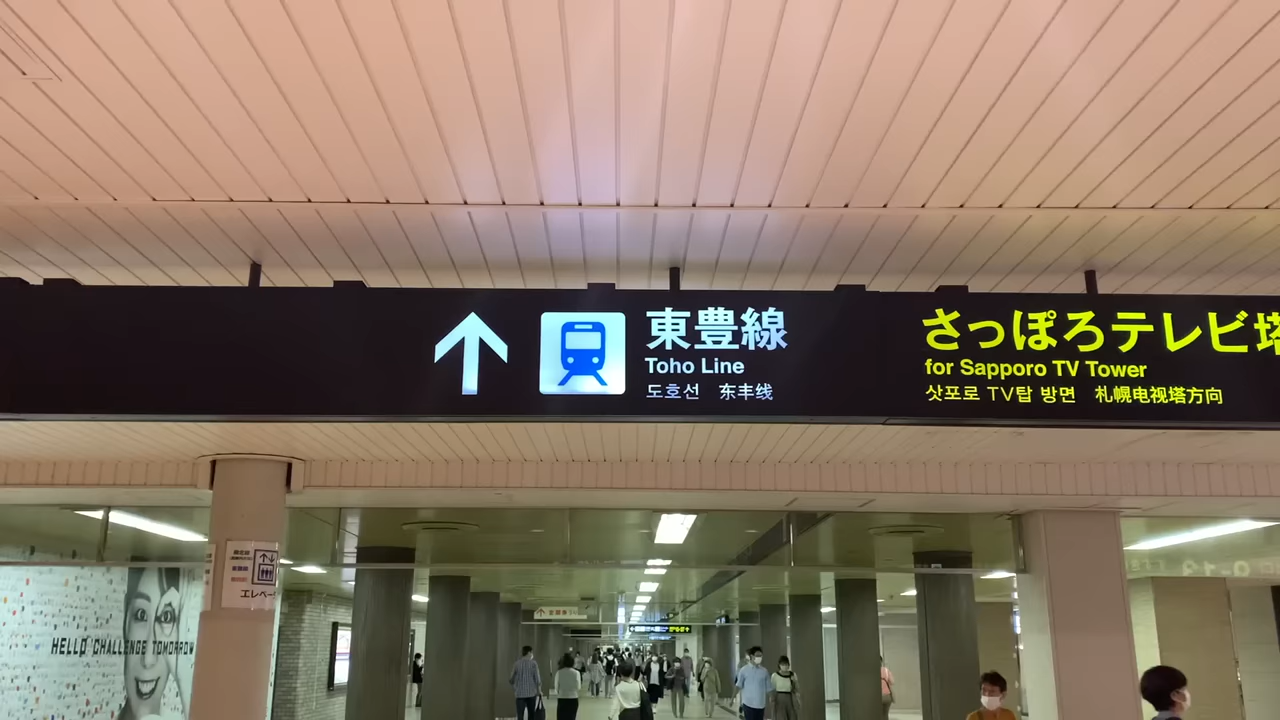 東豊線
Toho Line
도호선 东丰线
さっぽろテレビ塔
for Sapporo TV Tower
삿포로 TV탑 방면 札幌电视塔方向
エレベー
HELLO CHALLENGE TOMORROW